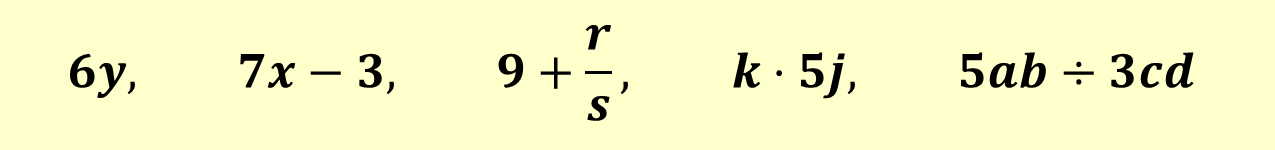 6y, 7x − 3, 9 + r/s, k · 5j, 5ab ÷ 3cd